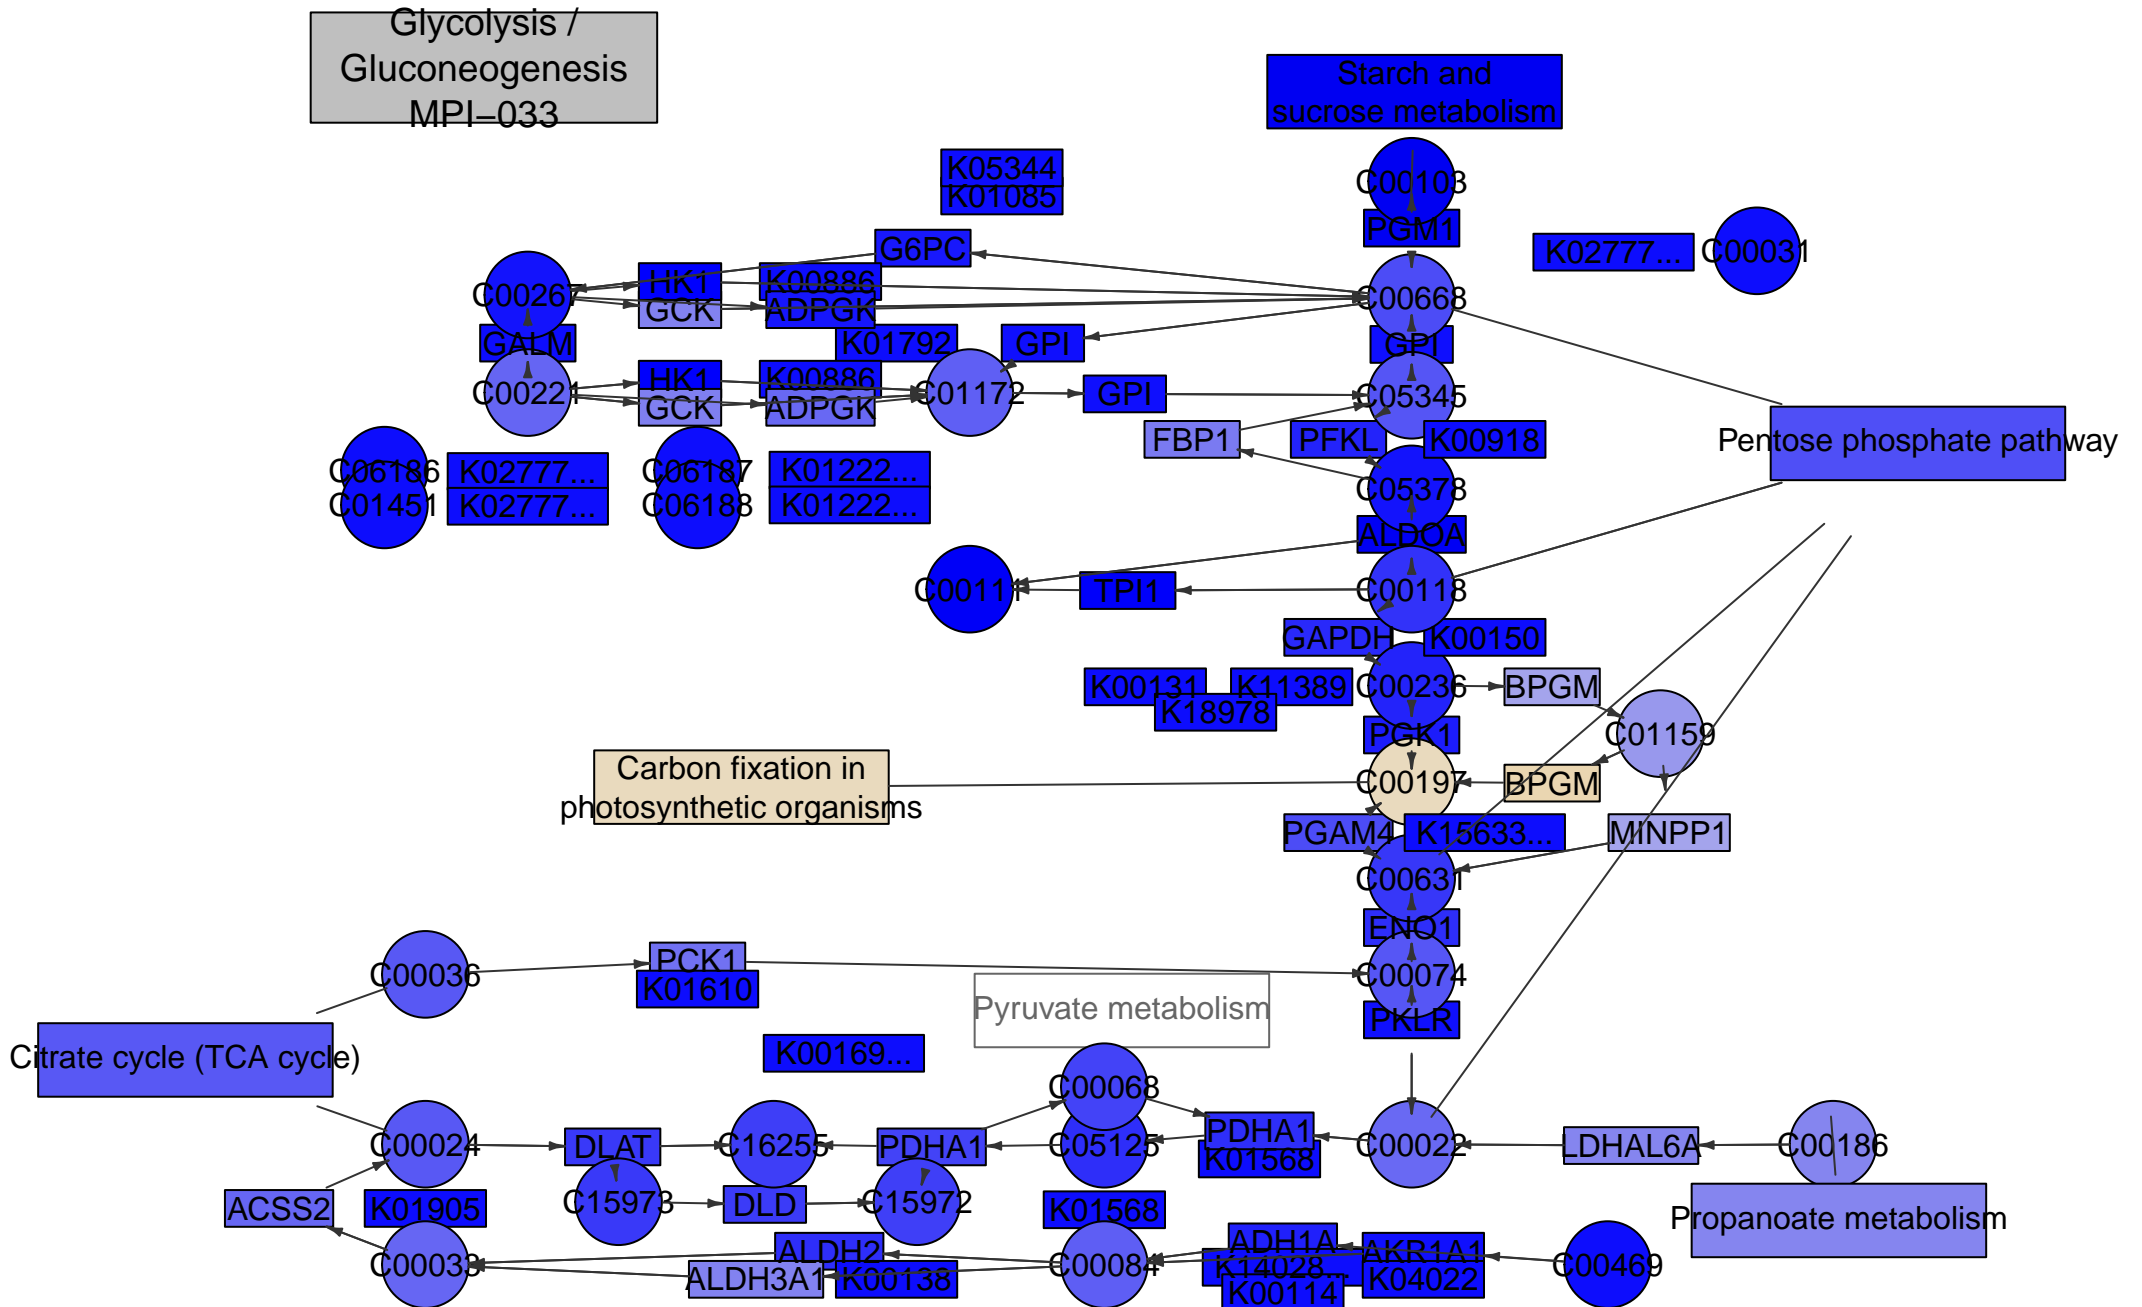 Glycolysis /
Gluconeogenesis
MPI–033
Starch and
sucrose metabolism
K05344
K01085
C00103
PGM1
G6PC
K02777...
C00031
C00267
HK1
K00886
GCK
ADPGK
C00668
GALM
K01792
GPI
GPI
C00221
HK1
K00886
GCK
ADPGK
C01172
GPI
C05345
FBP1
PFKL
K00918
Pentose phosphate pathway
C06186
K02777...
C06187
K01222...
C05378
C01451
K02777...
C06188
K01222...
ALDOA
C00111
TPI1
C00118
GAPDH
K00150
K00131
K11389
C00236
BPGM
K18978
PGK1
C01159
Carbon fixation in
photosynthetic organisms
C00197
BPGM
PGAM4
K15633...
MINPP1
C00631
ENO1
C00036
PCK1
K01610
C00074
Pyruvate metabolism
PKLR
Citrate cycle (TCA cycle)
K00169...
C00068
C00024
DLAT
C16255
PDHA1
C05125
PDHA1
K01568
C00022
LDHAL6A
C00186
ACSS2
K01905
C15973
DLD
C15972
K01568
Propanoate metabolism
C00033
ALDH2
ALDH3A1
K00138
C00084
ADH1A
K14028...
K00114
AKR1A1
K04022
C00469